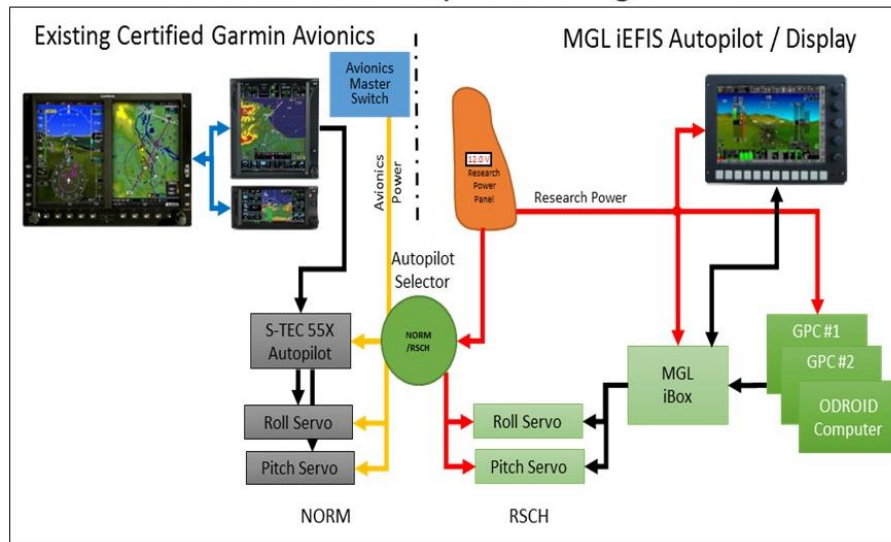 Existing Certified Garmin Avionics
MGL iEFIS Autopilot / Display
Avionics
Master
Switch
Avionics
Power
12.0 V
Research
Power
Panel
Research Power
Autopilot
Selector
NORM
/RSCH
S-TEC 55X
Autopilot
Roll Servo
Pitch Servo
Roll Servo
Pitch Servo
MGL
iBox
GPC #1
GPC #2
ODROID
Computer
NORM
RSCH